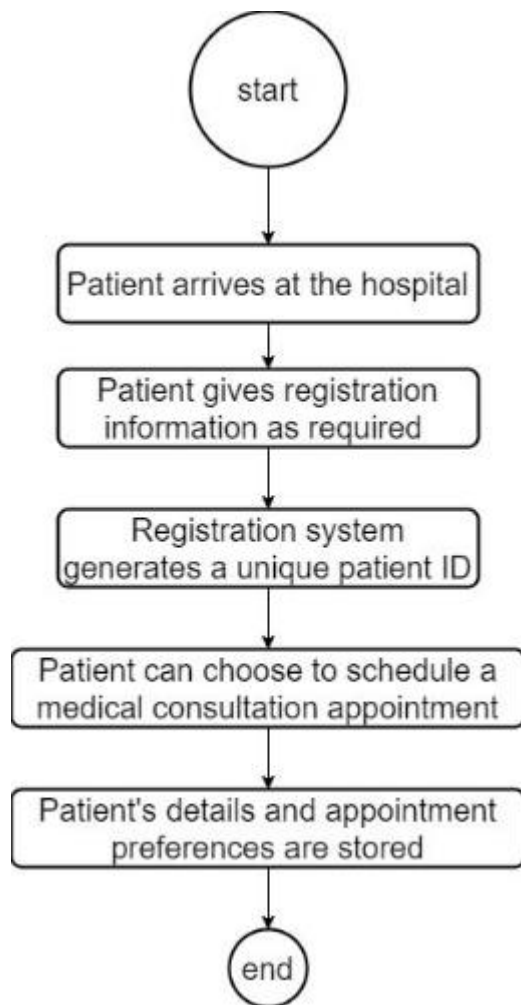 start
Patient arrives at the hospital
Patient gives registration
information as required
Registration system
generates a unique patient ID
Patient can choose to schedule a
medical consultation appointment
Patient's details and appointment
preferences are stored
end